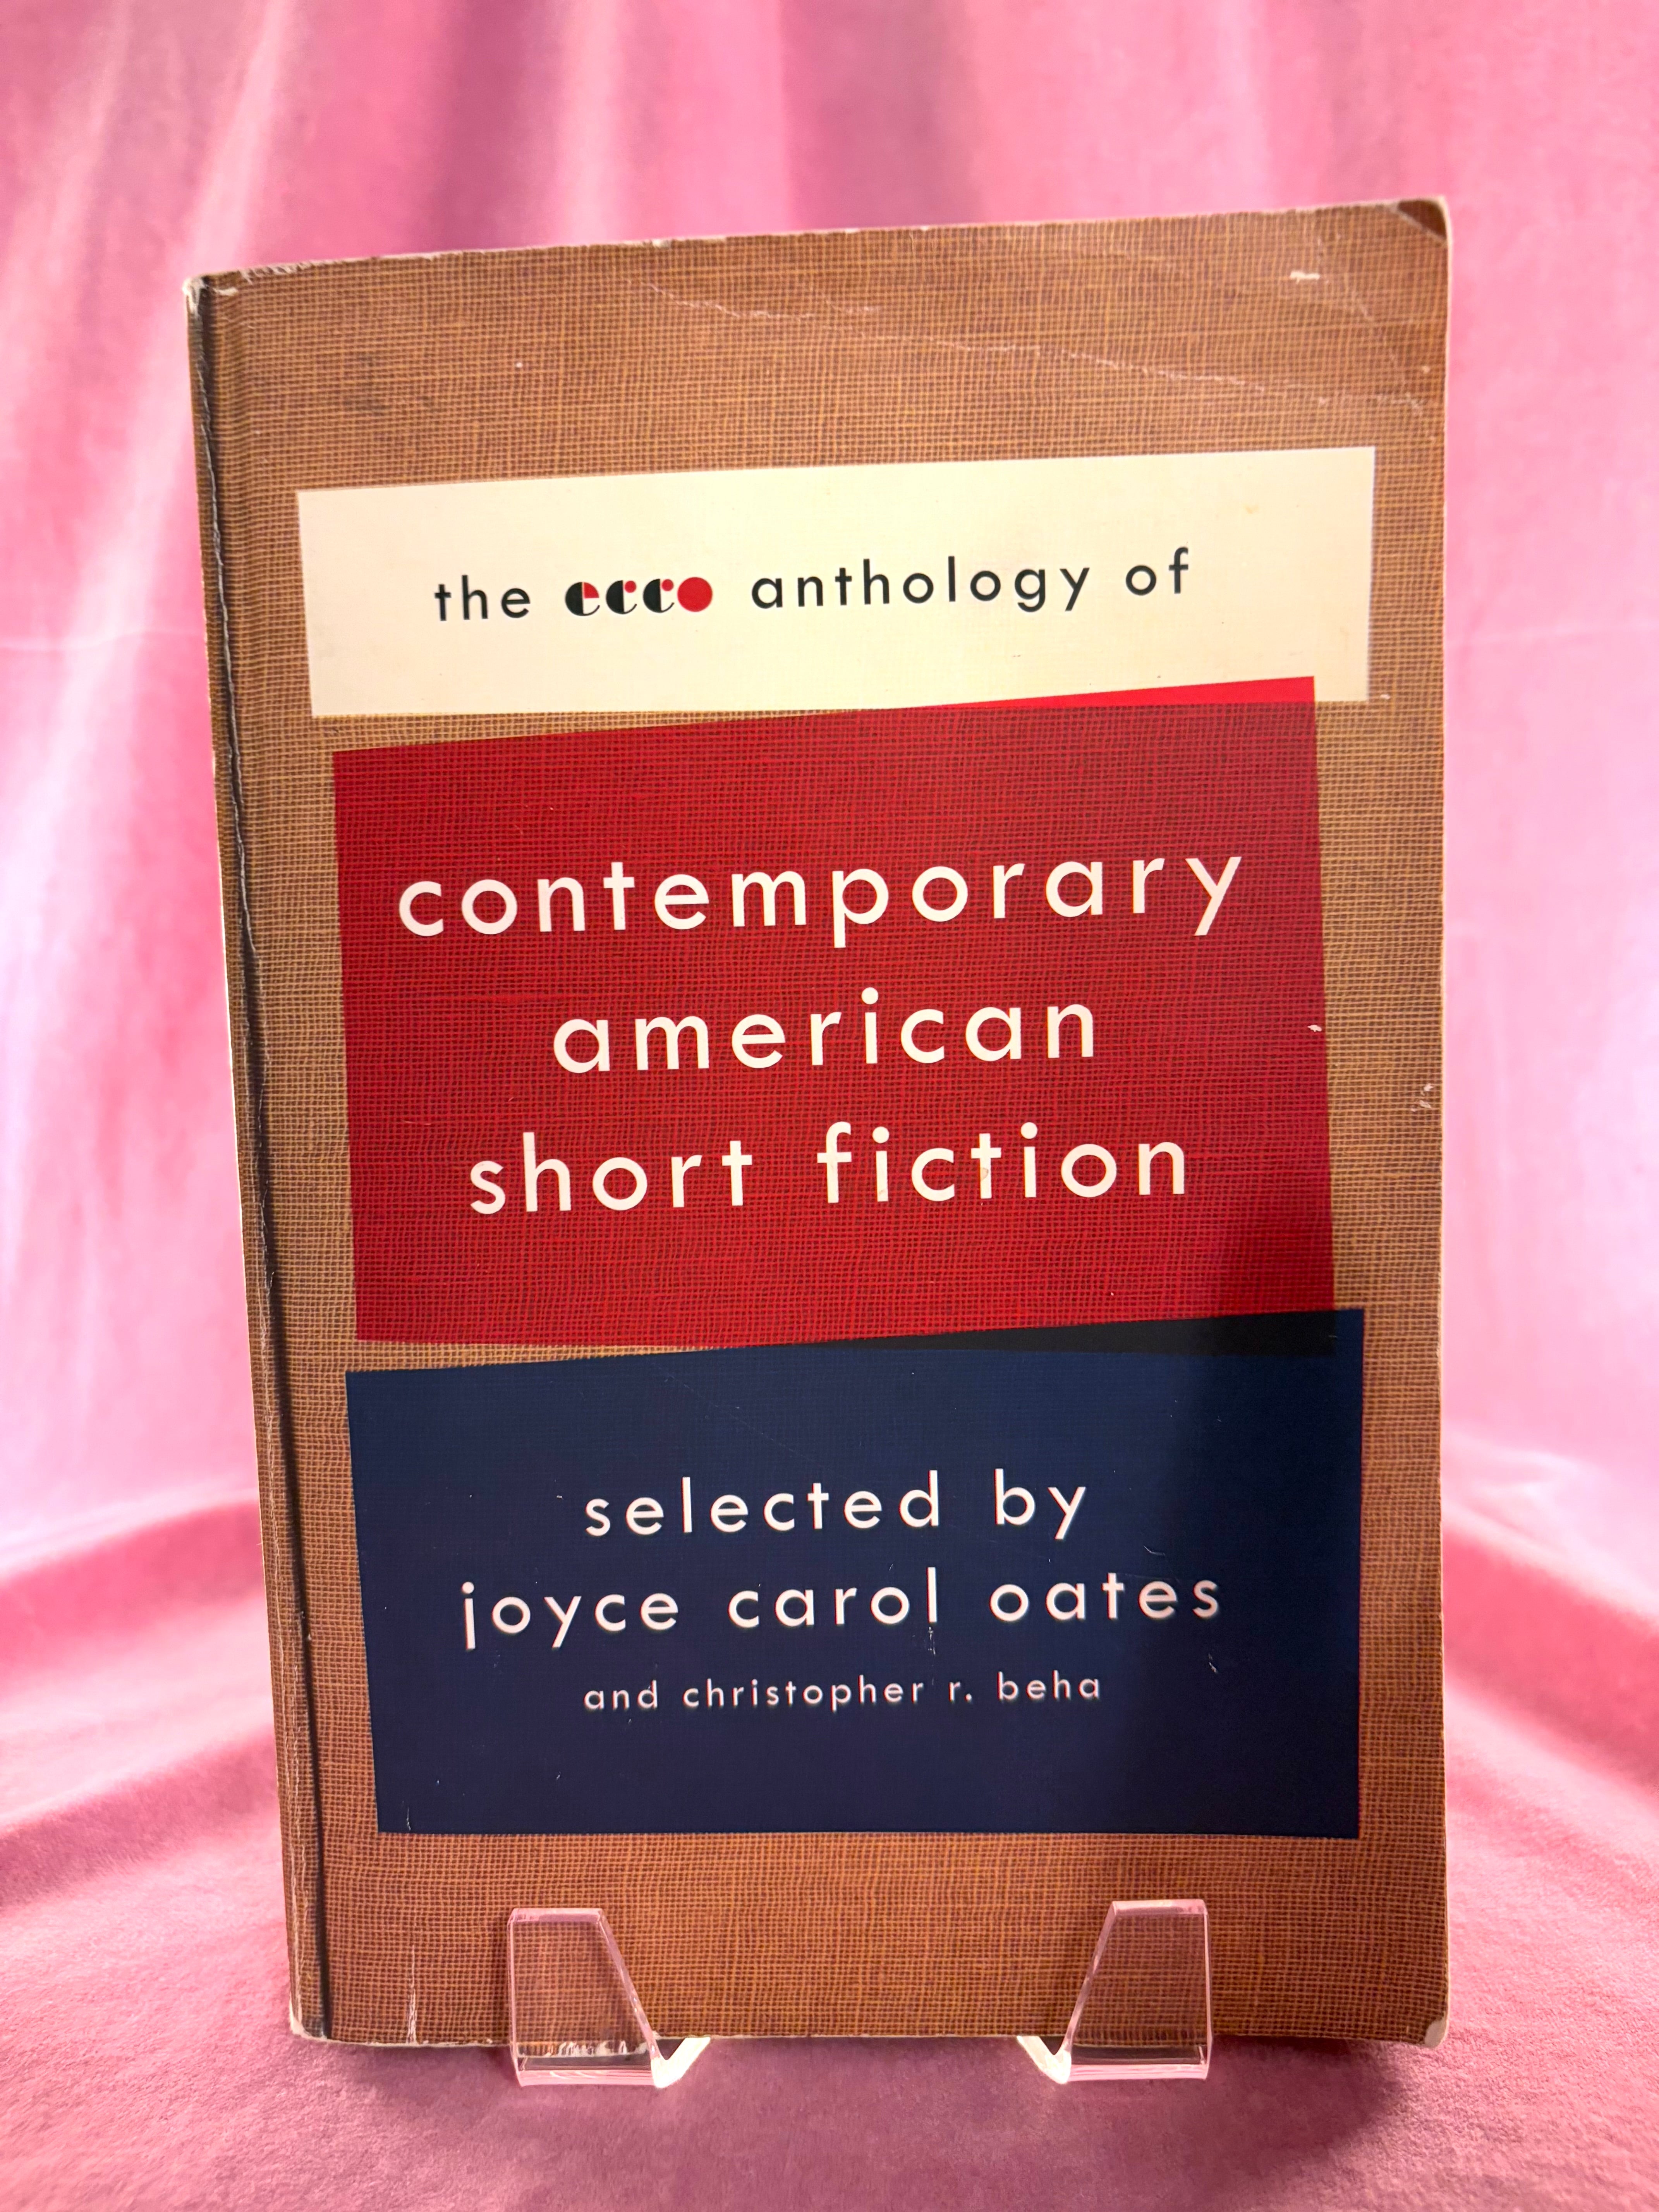 the ecco anthology of
contemporary
american
short fiction
selected by
joyce carol oates
and christopher r. beha